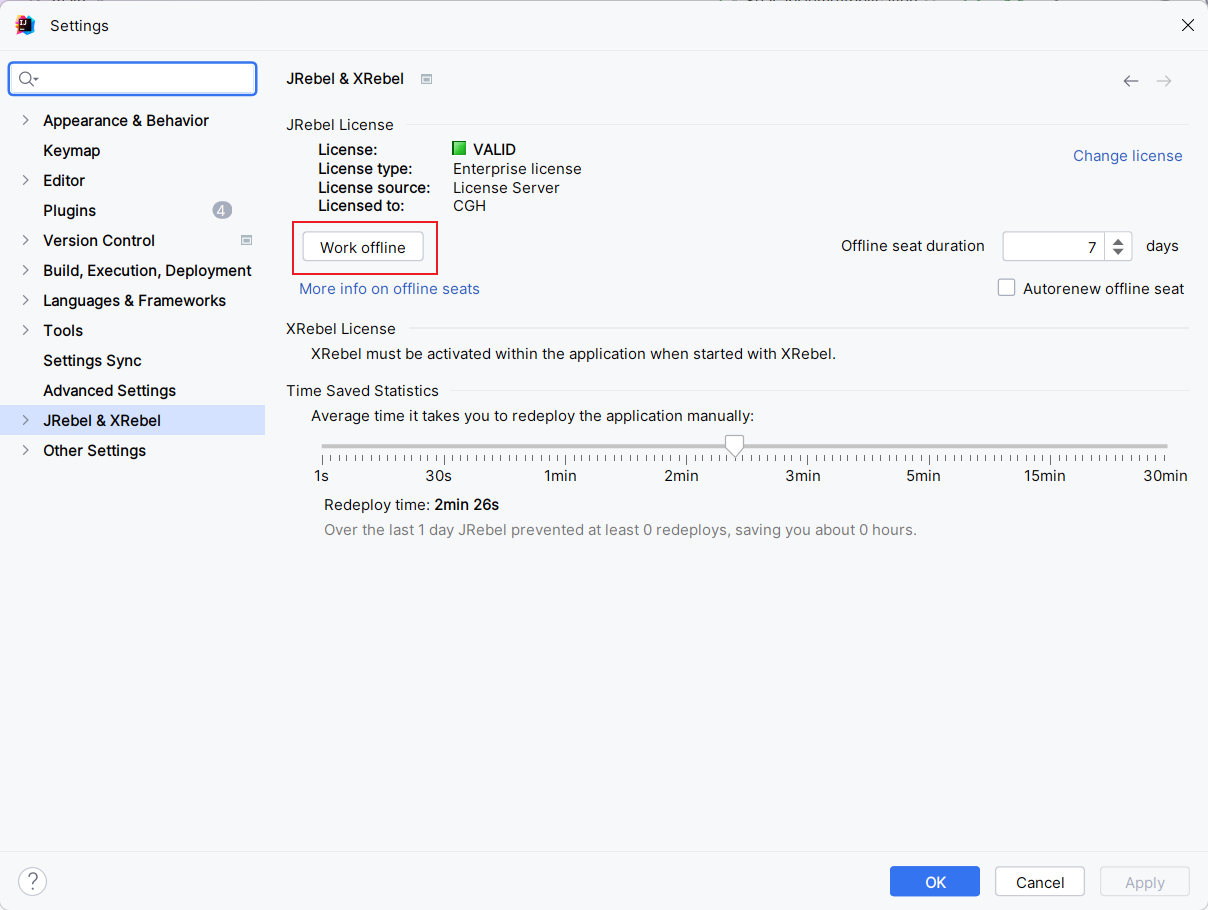 Settings
JRebel & XRebel
Appearance & Behavior
Keymap
Editor
Plugins 4
Version Control
Build, Execution, Deployment
Languages & Frameworks
Tools
Settings Sync
Advanced Settings
JRebel & XRebel
Other Settings
JRebel License
License: VALID
License type: Enterprise license
License source: License Server
Licensed to: CGH
Change license
Work offline
Offline seat duration 7 days
More info on offline seats
Autorenew offline seat
XRebel License
XRebel must be activated within the application when started with XRebel.
Time Saved Statistics
Average time it takes you to redeploy the application manually:
1s 30s 1min 2min 3min 5min 15min 30min
Redeploy time: 2min 26s
Over the last 1 day JRebel prevented at least 0 redeploys, saving you about 0 hours.
? OK Cancel Apply